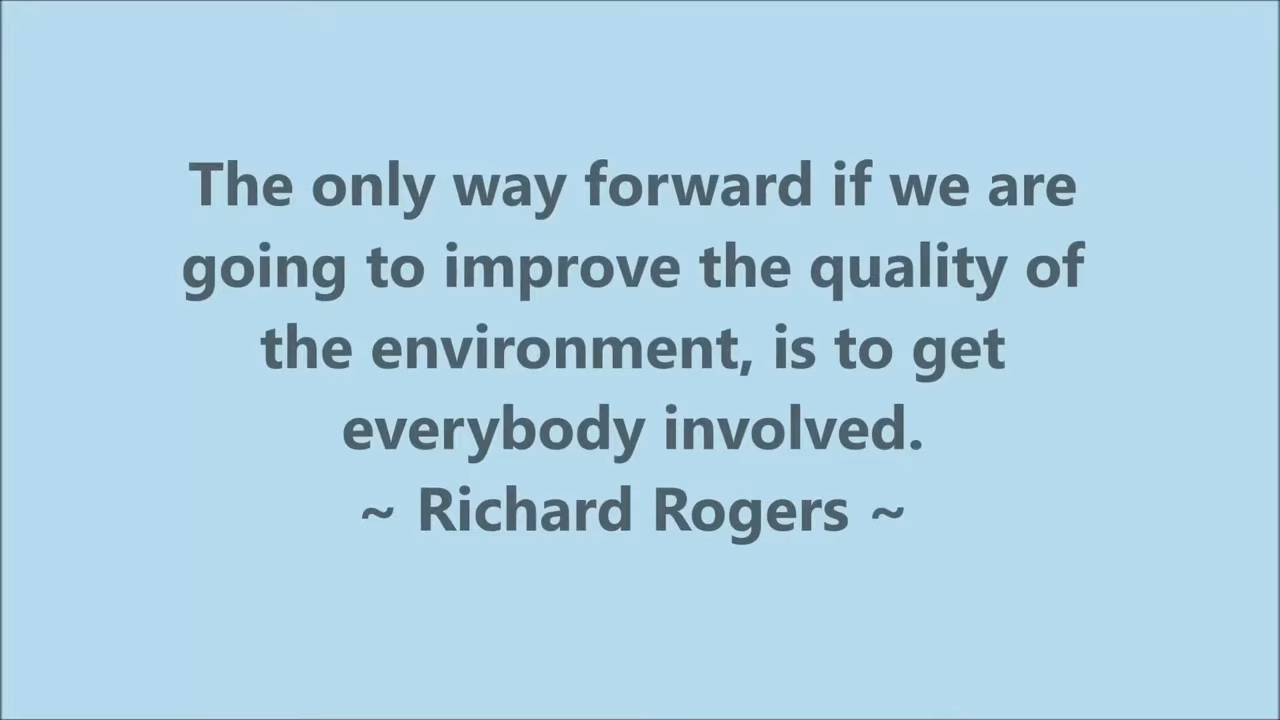 The only way forward if we are
going to improve the quality of
the environment, is to get
everybody involved.
~ Richard Rogers ~